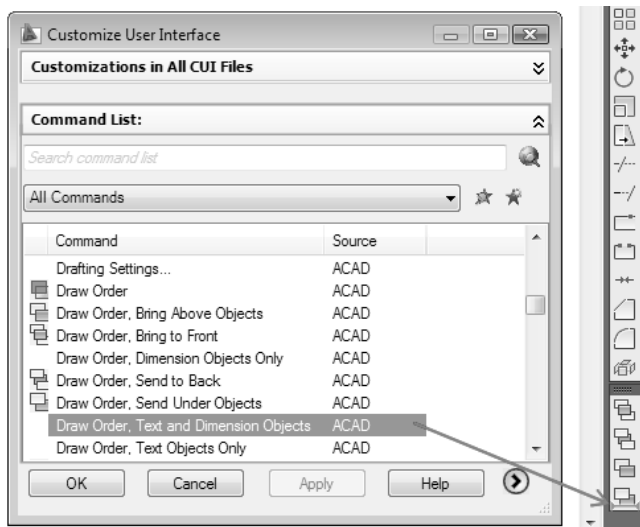 Customize User Interface
Customizations in All CUI Files
Command List:
Search command list
All Commands
Command Source
Drafting Settings... ACAD
Draw Order ACAD
Draw Order, Bring Above Objects ACAD
Draw Order, Bring to Front ACAD
Draw Order, Dimension Objects Only ACAD
Draw Order, Send to Back ACAD
Draw Order, Send Under Objects ACAD
Draw Order, Text and Dimension Objects ACAD
Draw Order, Text Objects Only ACAD
OK Cancel Apply Help